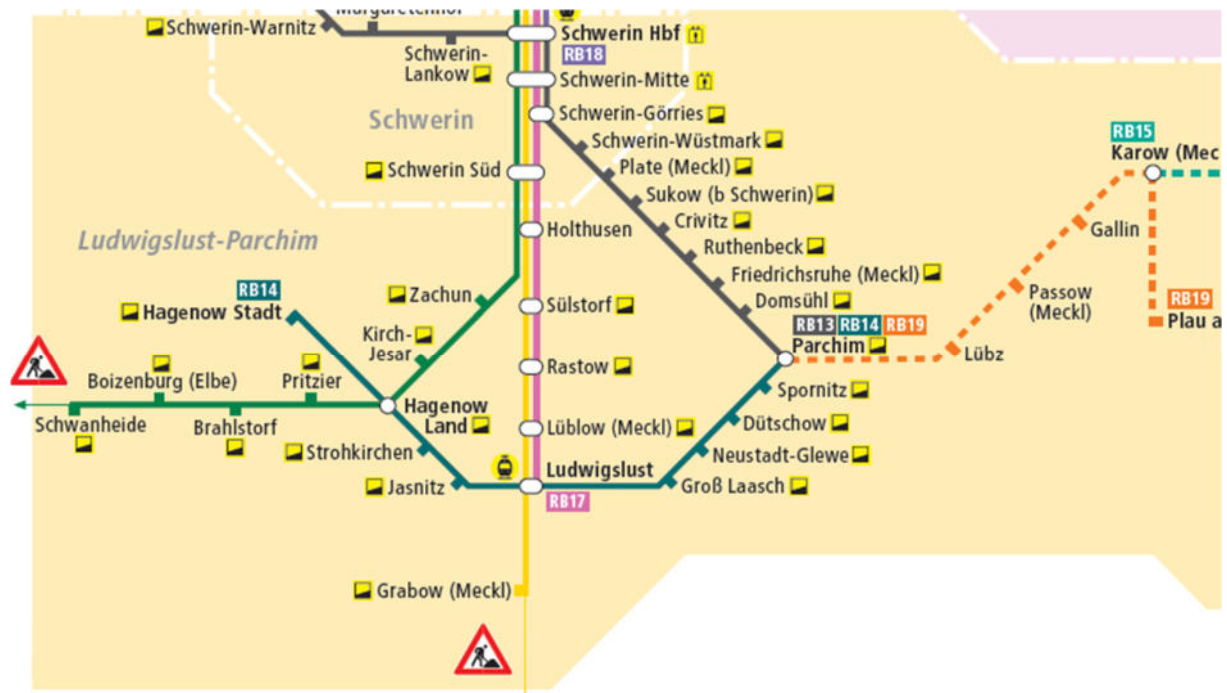 Margaretenhof
Schwerin-Warnitz
Schwerin Hbf
RB18
Schwerin-
Lankow
Schwerin-Mitte
Schwerin-Görries
Schwerin
Schwerin-Wüstmark
RB15
Karow (Mec
Schwerin Süd
Plate (Meckl)
Sukow (b Schwerin)
Crivitz
Gallin
Holthusen
Ludwigslust-Parchim
Ruthenbeck
Friedrichsruhe (Meckl)
RB14
Hagenow Stadt
Zachun
Sülstorf
Domsühl
Passow
(Meckl)
RB19
Plau a
Kirch-
Jesar
RB13 RB14 RB19
Parchim
Lübz
Rastow
Boizenburg (Elbe)
Pritzier
Spornitz
Hagenow
Land
Schwanheide
Brahlstorf
Lüblow (Meckl)
Dütschow
Strohkirchen
Neustadt-Glewe
Ludwigslust
RB17
Jasnitz
Groß Laasch
Grabow (Meckl)